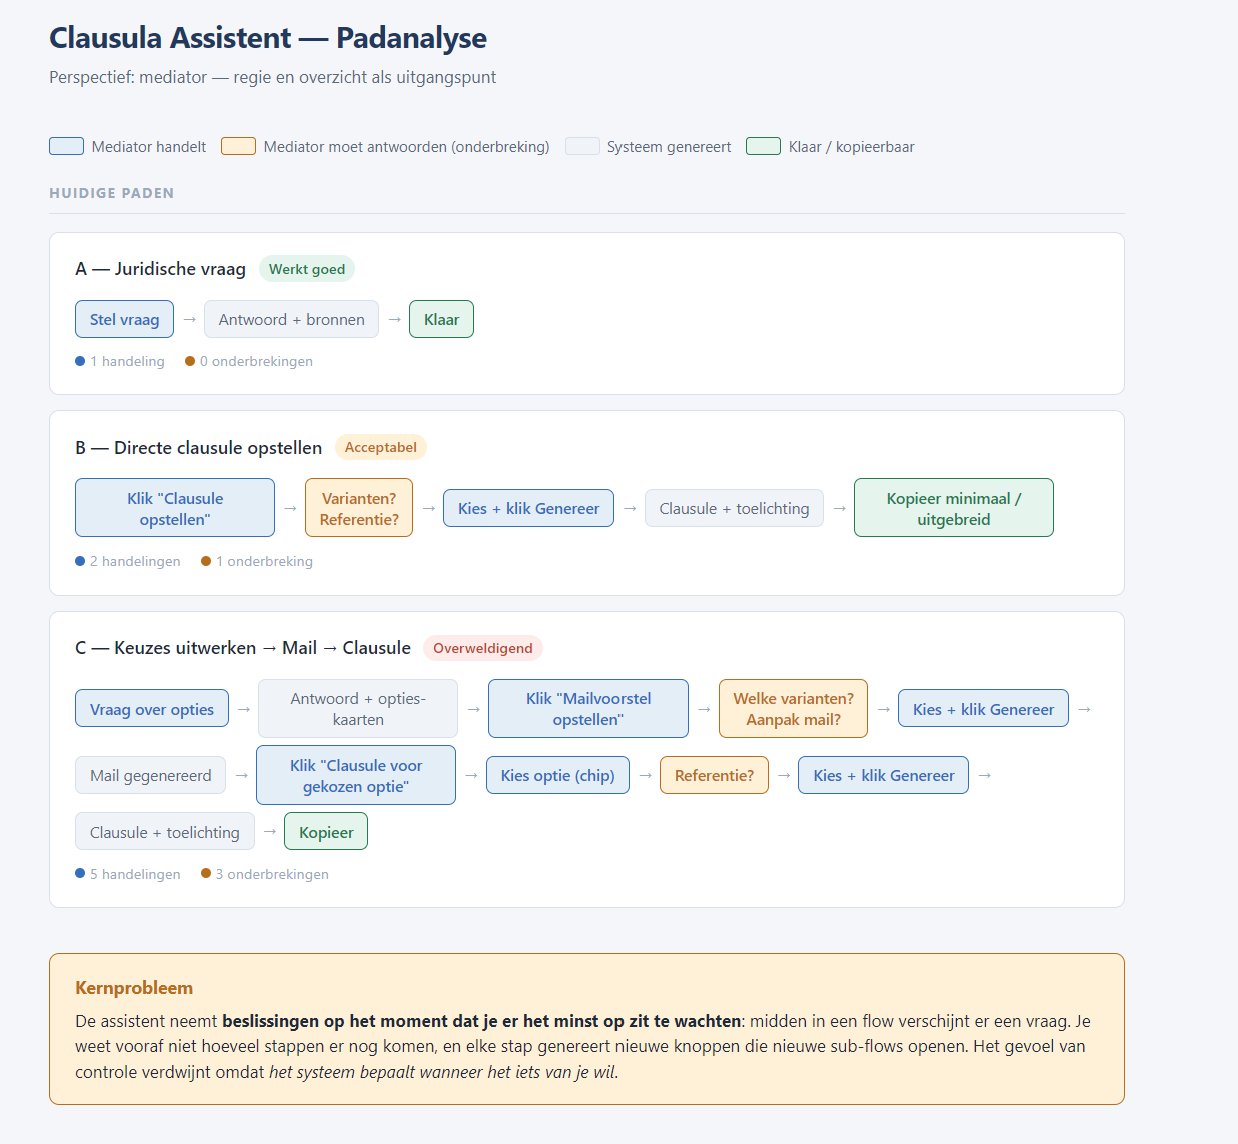 Clausula Assistent — Padanalyse
Perspectief: mediator — regie en overzicht als uitgangspunt
Mediator handelt
Mediator moet antwoorden (onderbreking)
Systeem genereert
Klaar / kopieerbaar
HUIDIGE PADEN
A — Juridische vraag
Werkt goed
Stel vraag
→
Antwoord + bronnen
→
Klaar
1 handeling
0 onderbrekingen
B — Directe clausule opstellen
Acceptabel
Klik "Clausule
opstellen"
→
Varianten?
Referentie?
→
Kies + klik Genereer
→
Clausule + toelichting
→
Kopieer minimaal /
uitgebreid
2 handelingen
1 onderbreking
C — Keuzes uitwerken → Mail → Clausule
Overweldigend
Vraag over opties
→
Antwoord + opties-
kaarten
→
Klik "Mailvoorstel
opstellen"
→
Welke varianten?
Aanpak mail?
→
Kies + klik Genereer
→
Mail gegenereerd
→
Klik "Clausule voor
gekozen optie"
→
Kies optie (chip)
→
Referentie?
→
Kies + klik Genereer
→
Clausule + toelichting
→
Kopieer
5 handelingen
3 onderbrekingen
Kernprobleem
De assistent neemt beslissingen op het moment dat je er het minst op zit te wachten: midden in een flow verschijnt er een vraag. Je
weet vooraf niet hoeveel stappen er nog komen, en elke stap genereert nieuwe knoppen die nieuwe sub-flows openen. Het gevoel van
controle verdwijnt omdat het systeem bepaalt wanneer het iets van je wil.